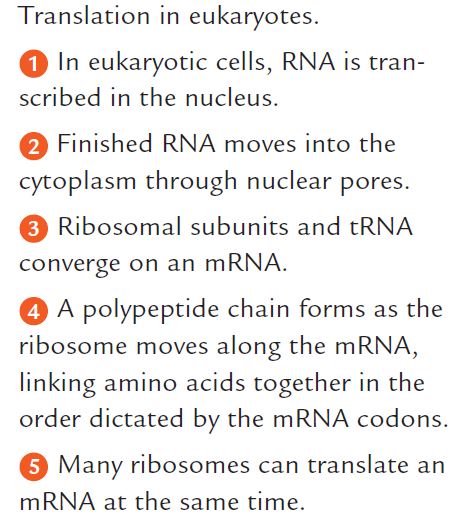 Translation in eukaryotes.
1 In eukaryotic cells, RNA is tran-
scribed in the nucleus.
2 Finished RNA moves into the
cytoplasm through nuclear pores.
3 Ribosomal subunits and tRNA
converge on an mRNA.
4 A polypeptide chain forms as the
ribosome moves along the mRNA,
linking amino acids together in the
order dictated by the mRNA codons.
5 Many ribosomes can translate an
mRNA at the same time.